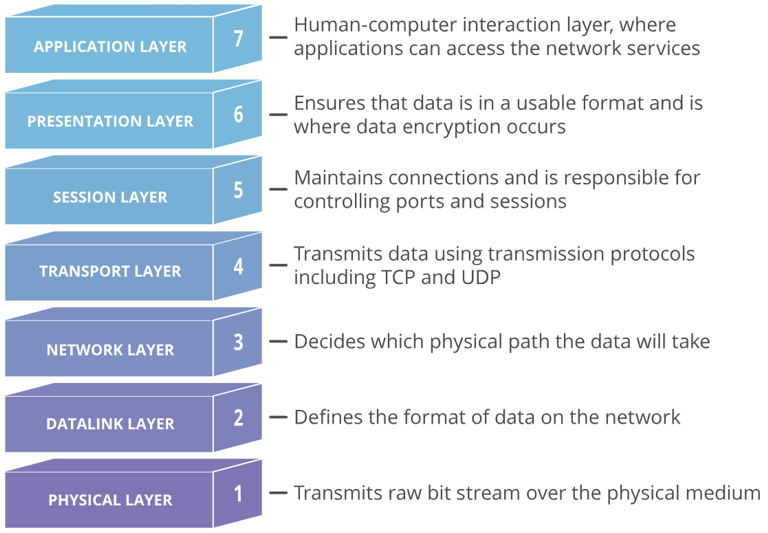 APPLICATION LAYER
7
Human-computer interaction layer, where
applications can access the network services
PRESENTATION LAYER
6
Ensures that data is in a usable format and is
where data encryption occurs
SESSION LAYER
5
Maintains connections and is responsible for
controlling ports and sessions
TRANSPORT LAYER
4
Transmits data using transmission protocols
including TCP and UDP
NETWORK LAYER
3
Decides which physical path the data will take
DATALINK LAYER
2
Defines the format of data on the network
PHYSICAL LAYER
1
Transmits raw bit stream over the physical medium